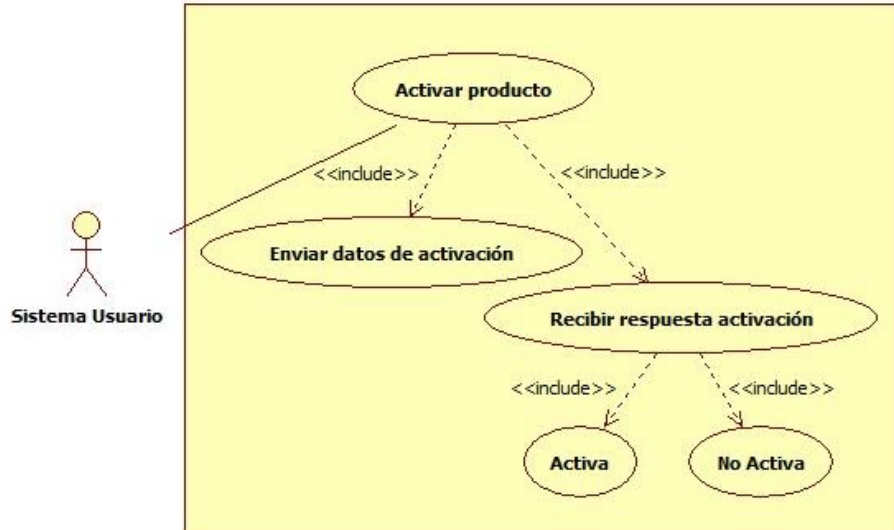 Activar producto
<<include>>
<<include>>
Enviar datos de activación
Sistema Usuario
Recibir respuesta activación
<<include>>
<<include>>
Activa
No Activa